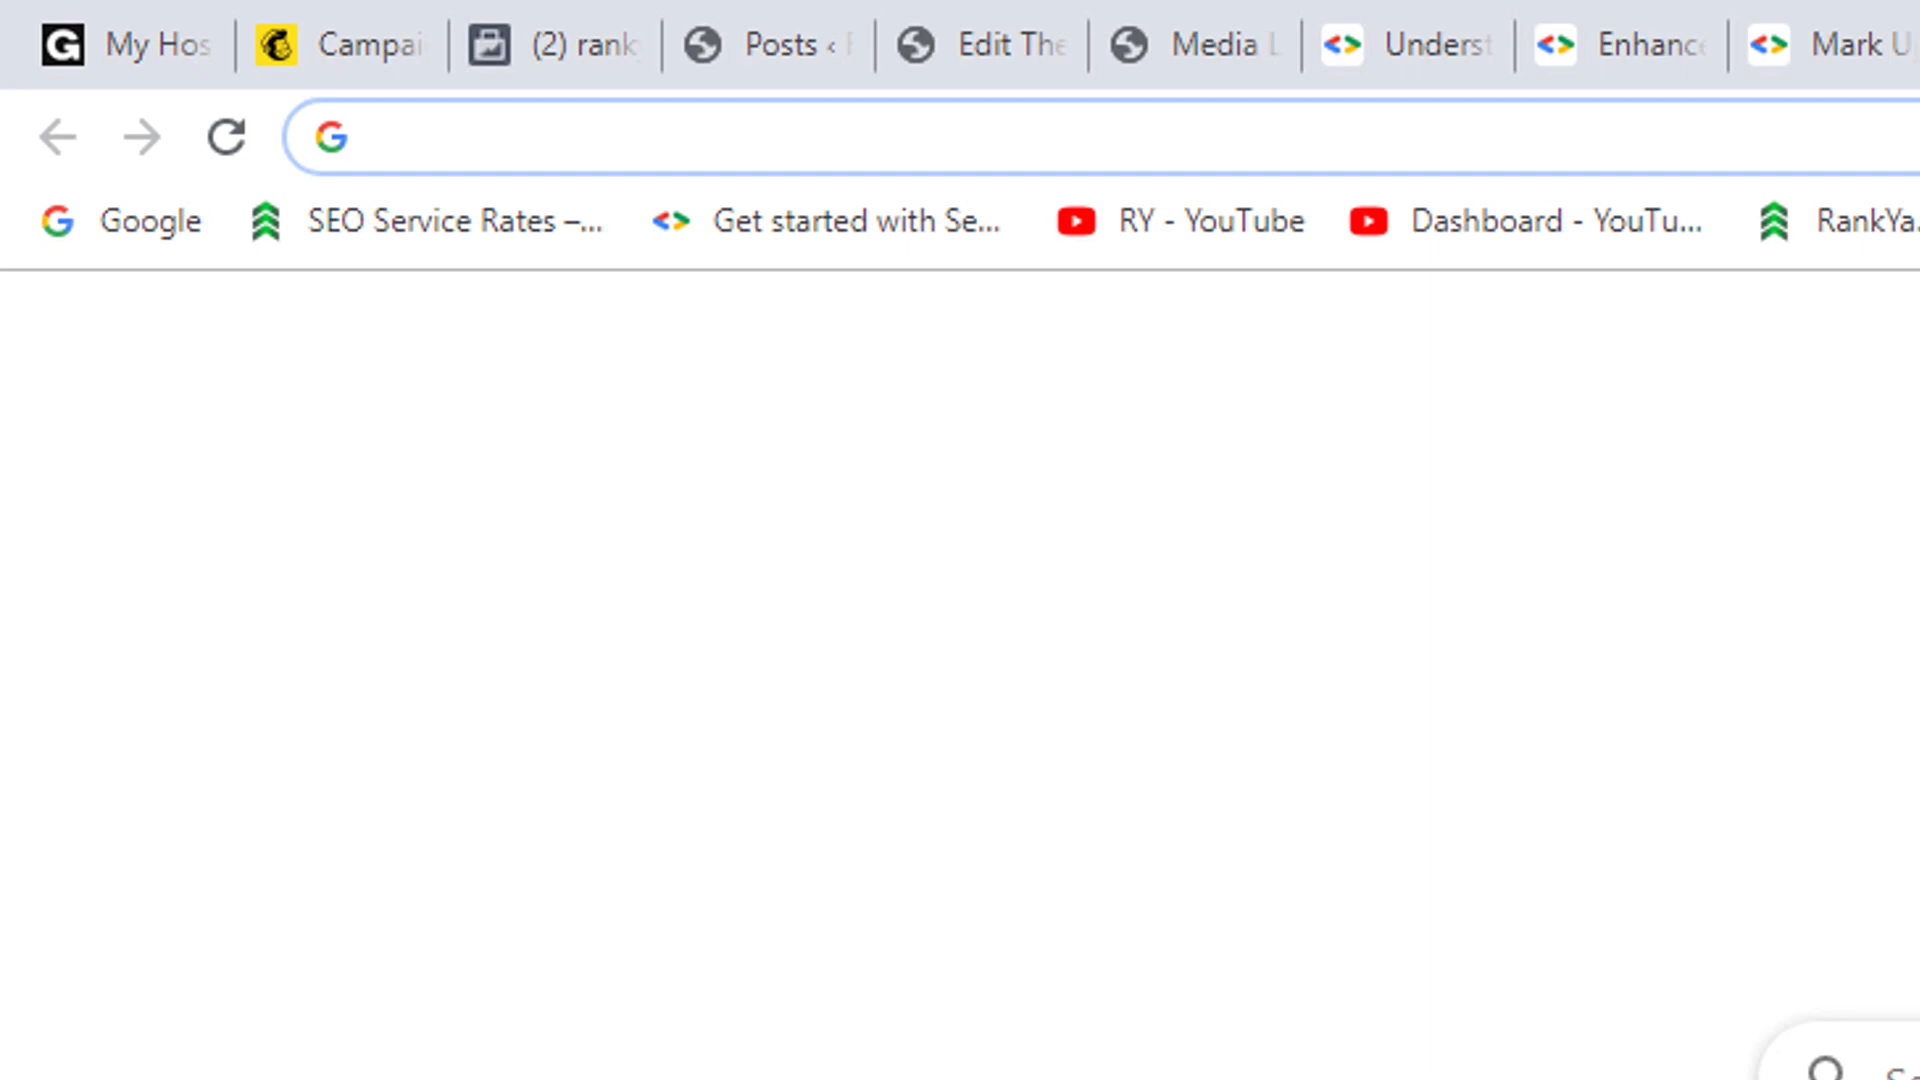 My Hos Campai (2) rank Posts ‹ Edit The Media L Underst Enhance Mark U
Google SEO Service Rates –... Get started with Se... RY - YouTube Dashboard - YouTu... RankYa.